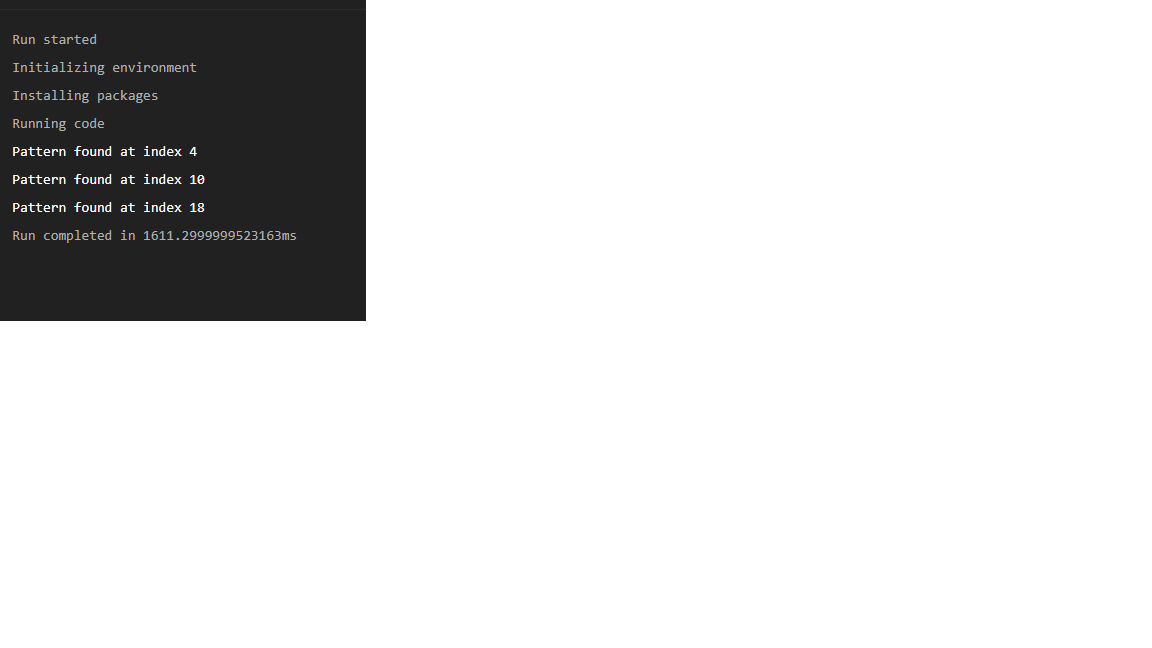 Run started
Initializing environment
Installing packages
Running code
Pattern found at index 4
Pattern found at index 10
Pattern found at index 18
Run completed in 1611.2999999523163ms